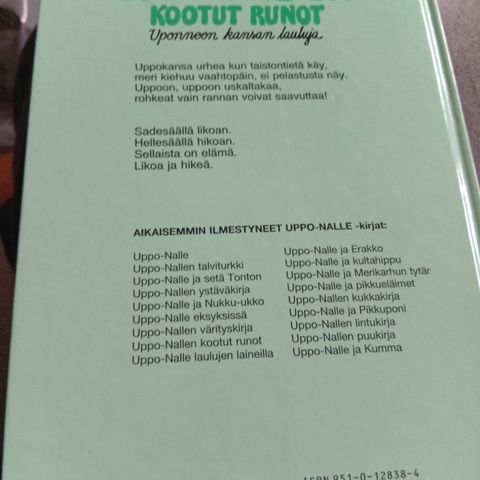 KOOTUT RUNOT
Uponneen kansan lauluja
Uppokansa urhea kun taistontietä käy,
meri kiehuu vaahtopäin, ei pelastusta näy.
Uppoon, uppoon uskaltakaa,
rohkeat vain rannan voivat saavuttaa!
Sadesäällä likoan.
Hellesäällä hikoan.
Sellaista on elämä.
Likoa ja hikeä.
AIKAISEMMIN ILMESTYNEET UPPO-NALLE -kirjat:
Uppo-Nalle
Uppo-Nallen talviturkki
Uppo-Nalle ja setä Tonton
Uppo-Nallen ystäväkirja
Uppo-Nalle ja Nukku-ukko
Uppo-Nalle eksyksissä
Uppo-Nallen värityskirja
Uppo-Nallen kootut runot
Uppo-Nalle laulujen laineilla
Uppo-Nalle ja Erakko
Uppo-Nalle ja kultahippu
Uppo-Nalle ja Merikarhun tytär
Uppo-Nalle ja pikkueläimet
Uppo-Nallen kukkakirja
Uppo-Nalle ja Pikkuponi
Uppo-Nallen lintukirja
Uppo-Nallen puukirja
Uppo-Nalle ja Kumma
ISBN 951-0-12838-4